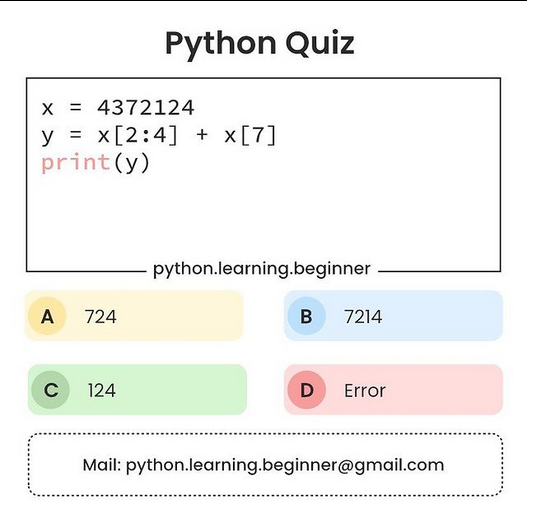 Python Quiz
x = 4372124
y = x[2:4] + x[7]
print(y)
python.learning.beginner
A 724
B 7214
C 124
D Error
Mail: python.learning.beginner@gmail.com